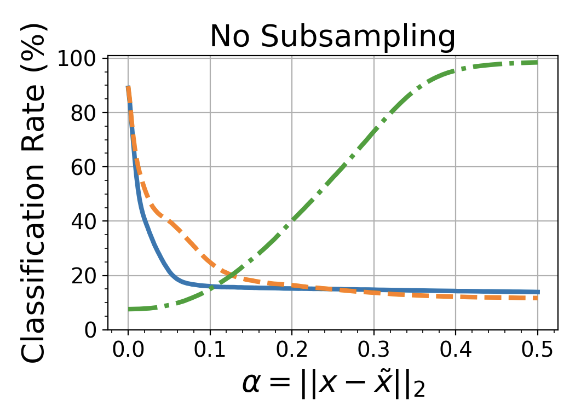 No Subsampling
Classification Rate (%)
100
80
60
40
20
0
0.0 0.1 0.2 0.3 0.4 0.5
α = ||x − x̃||₂